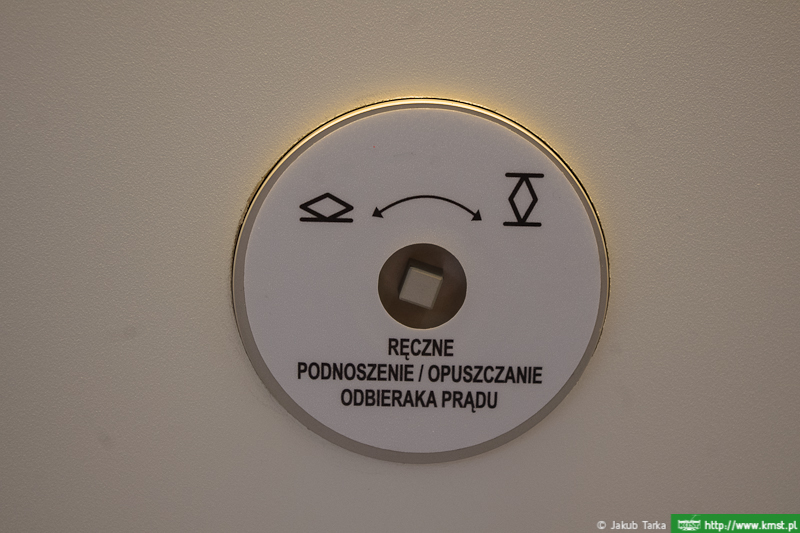 RĘCZNE
PODNOSZENIE / OPUSZCZANIE
ODBIERAKA PRĄDU
© Jakub Tarka
http://www.kmst.pl